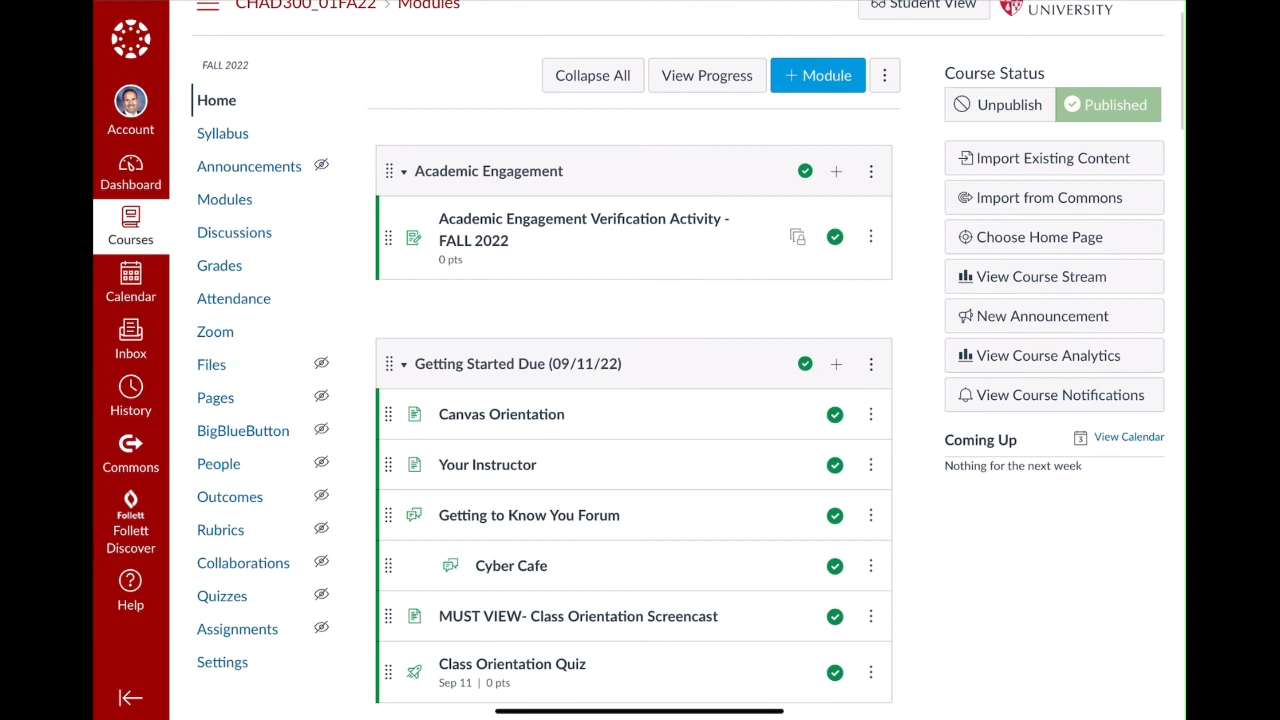 CHAD300_01FA22 > Modules
Student View
UNIVERSITY
Account
Dashboard
Courses
Calendar
Inbox
History
Commons
Follett
Follett
Discover
Help
FALL 2022
Home
Syllabus
Announcements
Modules
Discussions
Grades
Attendance
Zoom
Files
Pages
BigBlueButton
People
Outcomes
Rubrics
Collaborations
Quizzes
Assignments
Settings
Collapse All
View Progress
+ Module
Academic Engagement
Academic Engagement Verification Activity -
FALL 2022
0 pts
Getting Started Due (09/11/22)
Canvas Orientation
Your Instructor
Getting to Know You Forum
Cyber Cafe
MUST VIEW- Class Orientation Screencast
Class Orientation Quiz
Sep 11 | 0 pts
Course Status
Unpublish
Published
Import Existing Content
Import from Commons
Choose Home Page
View Course Stream
New Announcement
View Course Analytics
View Course Notifications
Coming Up
3 View Calendar
Nothing for the next week